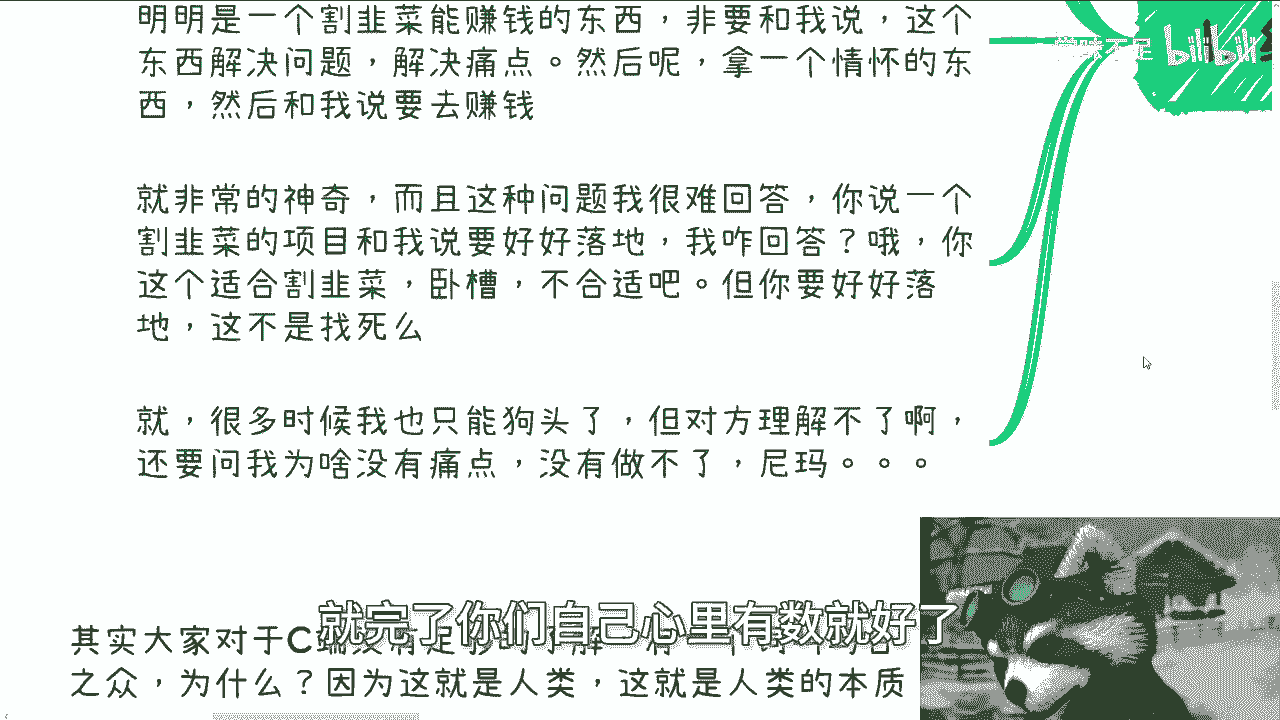 明明是一个割韭菜能赚钱的东西，非要和我说，这个
东西解决问题，解决痛点。然后呢，拿一个情怀的东
西，然后和我说要去赚钱
就非常的神奇，而且这种问题我很难回答，你说一个
割韭菜的项目和我说要好好落地，我咋回答？哦，你
这个适合割韭菜，卧槽，不合适吧。但你要好好落
地，这不是找死么
就，很多时候我也只能狗头了，但对方理解不了啊，
还要问我为啥没有痛点，没有做不了，尼玛。。。
就完了你们自己心里有数就好了
其实大家对于C端
之众，为什么？因为这就是人类，这就是人类的本质
bilibili